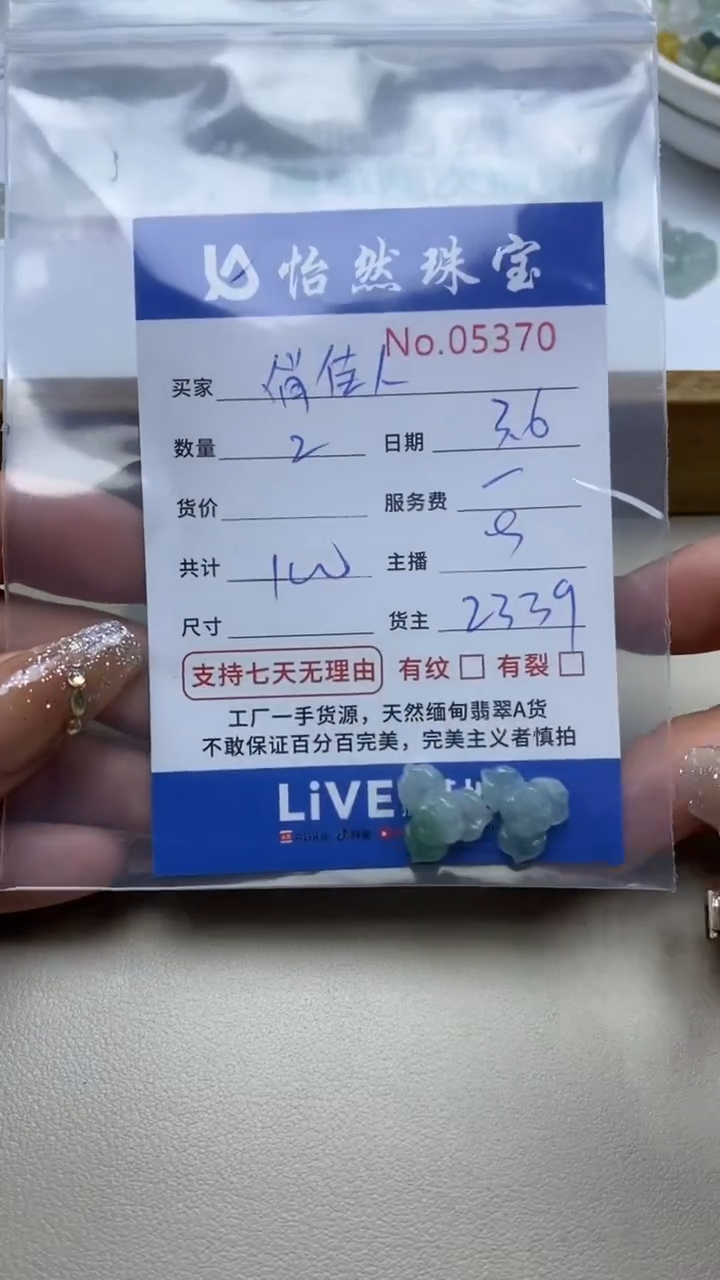 怡然珠宝
No.05370
买家 俏佳人
数量 2 日期 3.6
货价 服务费 一
共计 100 主播 号
尺寸 货主 2339
支持七天无理由 有纹 有裂
工厂一手货源，天然缅甸翡翠A货
不敢保证百分百完美，完美主义者慎拍
LiVE